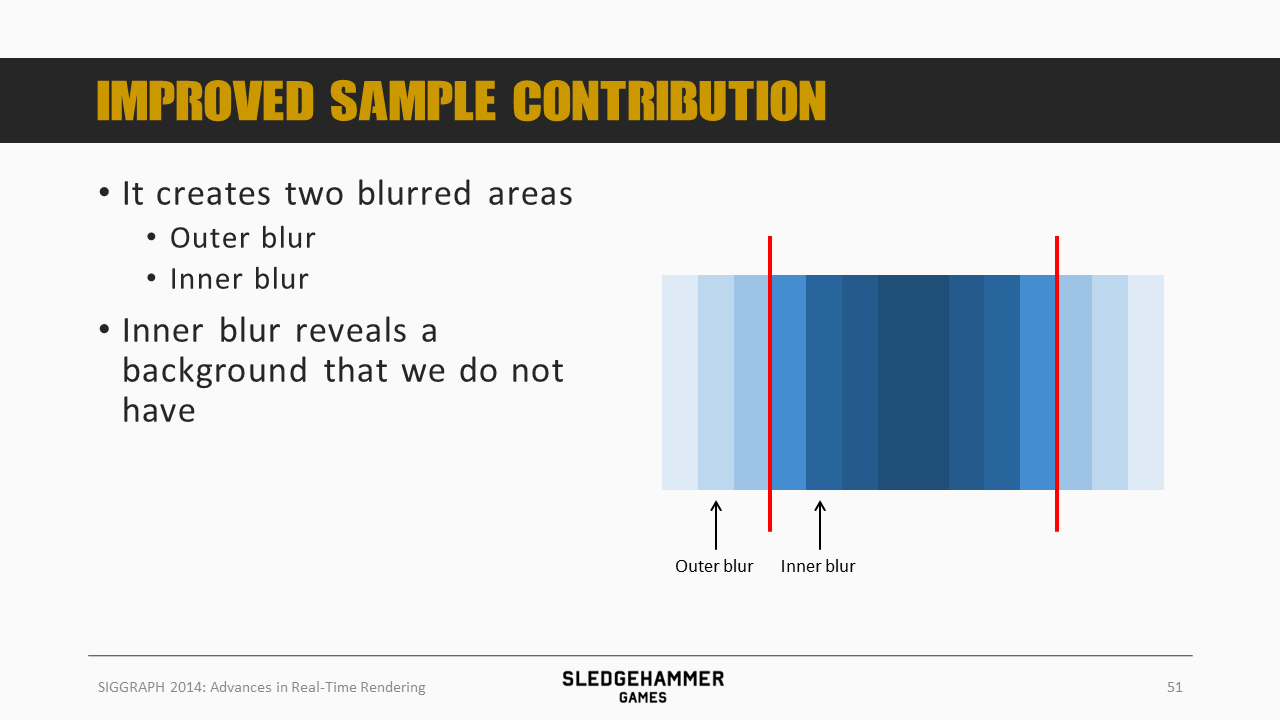 IMPROVED SAMPLE CONTRIBUTION
• It creates two blurred areas
• Outer blur
• Inner blur
• Inner blur reveals a
background that we do not
have
Outer blur
Inner blur
SIGGRAPH 2014: Advances in Real-Time Rendering
SLEDGEHAMMER
GAMES
51